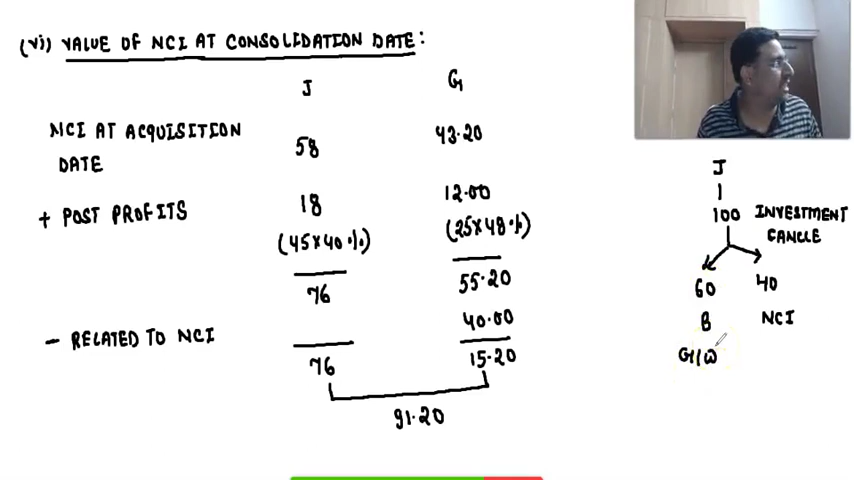 (vi) VALUE OF NCI AT CONSOLIDATION DATE:
J G
NCI AT ACQUISITION DATE 58 43.20
+ POST PROFITS 18 12.00
(45x40%) (25x48%)
76 55.20
- RELATED TO NCI 40.00
76 15.20
91.20
J
100 INVESTMENT CANCLE
60 40
B NCI
G/W